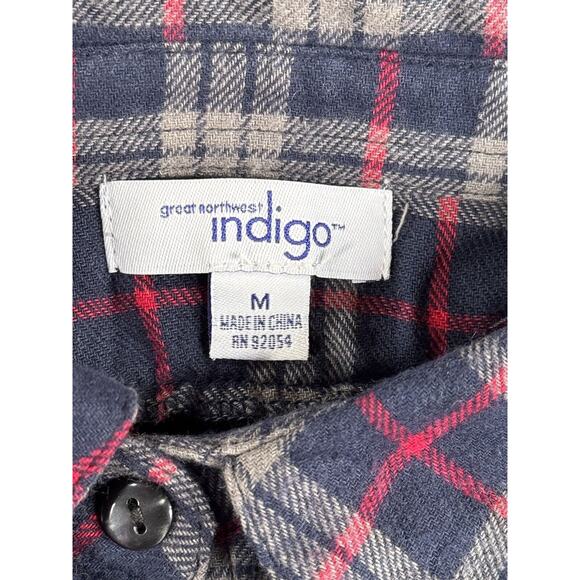 great northwest
indigo™
M
MADE IN CHINA
RN 92054